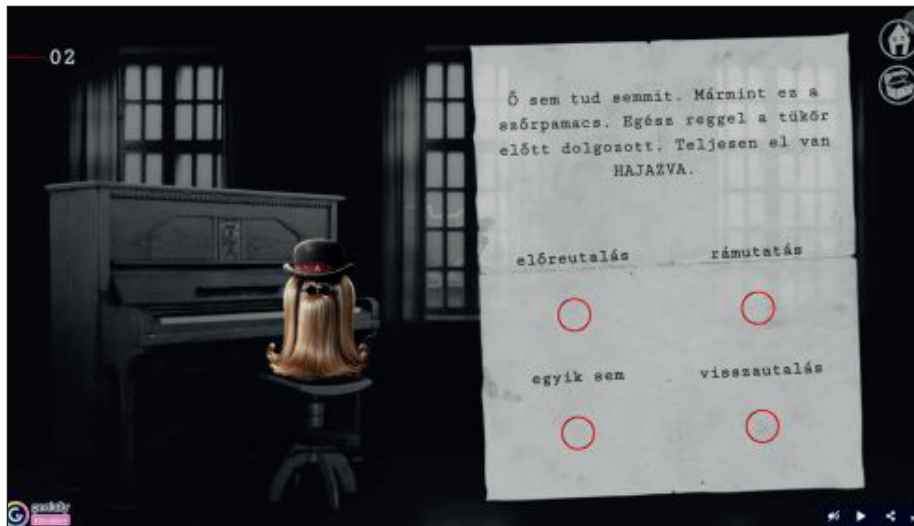 02
Ő sem tud semmit. Mármint ez a
szőrpamacs. Egész reggel a tükör
előtt dolgozott. Teljesen el van
HAJAZVA.
előreutalás
rámutatás
egyik sem
visszautalás
genially